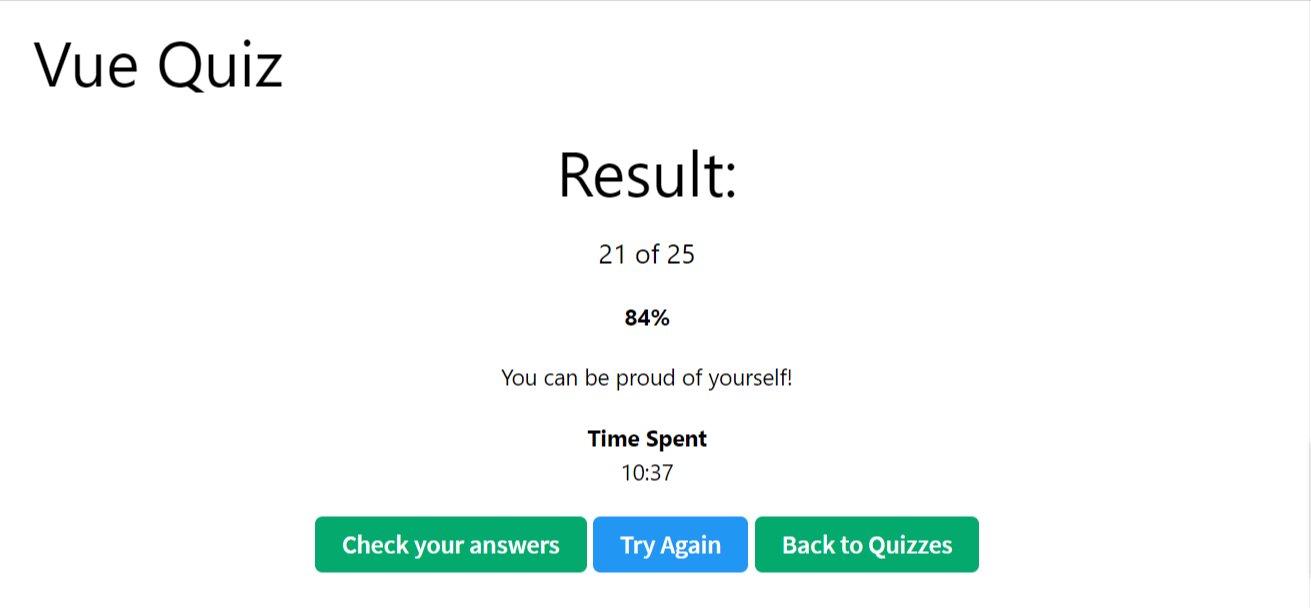 Vue Quiz
Result:
21 of 25
84%
You can be proud of yourself!
Time Spent
10:37
Check your answers
Try Again
Back to Quizzes